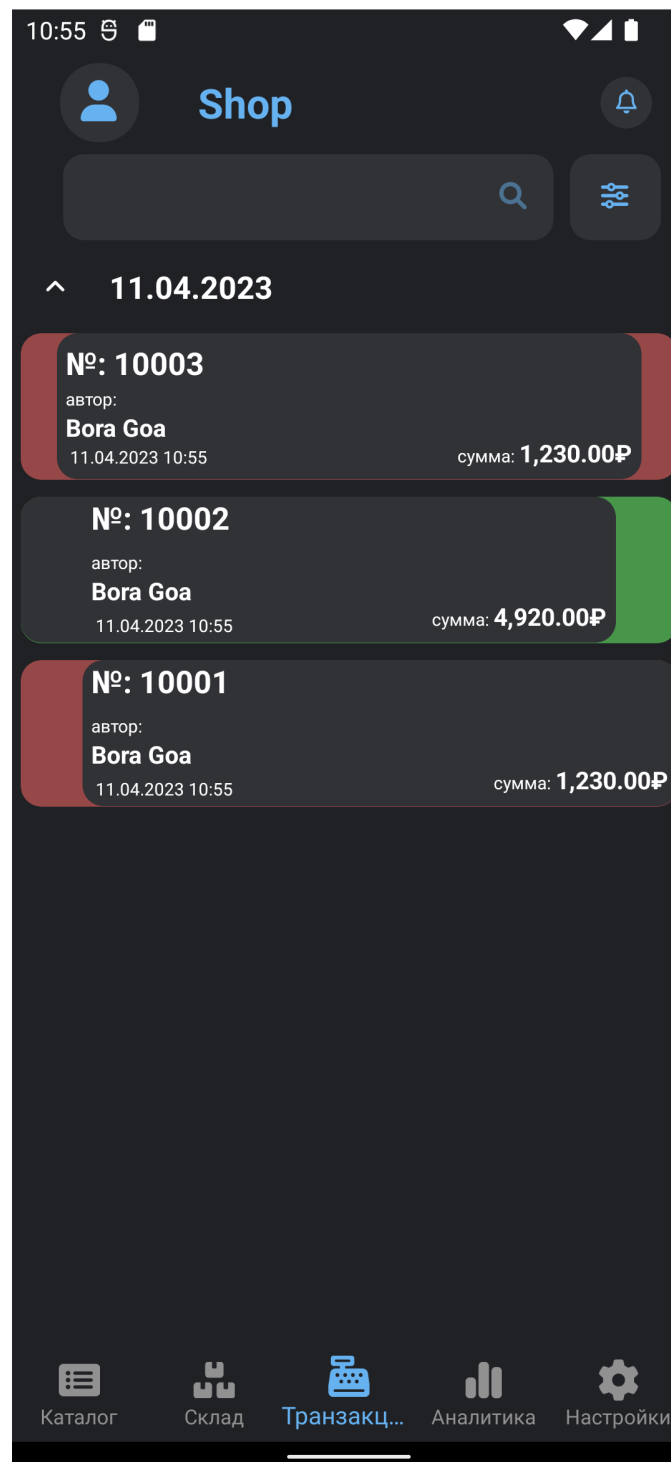 10:55
Shop
11.04.2023
№: 10003
автор:
Bora Goa
11.04.2023 10:55
сумма: 1,230.00₽
№: 10002
автор:
Bora Goa
11.04.2023 10:55
сумма: 4,920.00₽
№: 10001
автор:
Bora Goa
11.04.2023 10:55
сумма: 1,230.00₽
Каталог Склад Транзакц... Аналитика Настройки